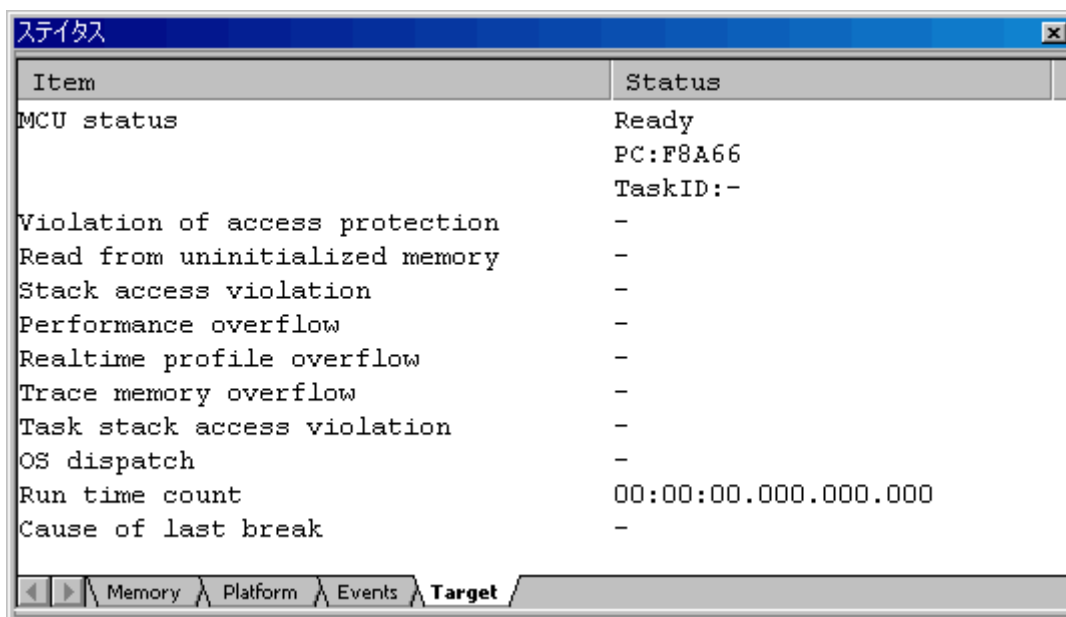 ステイタス
Item Status
MCU status Ready
PC:F8A66
TaskID:-
Violation of access protection -
Read from uninitialized memory -
Stack access violation -
Performance overflow -
Realtime profile overflow -
Trace memory overflow -
Task stack access violation -
OS dispatch -
Run time count 00:00:00.000.000.000
Cause of last break -
Memory Platform Events Target